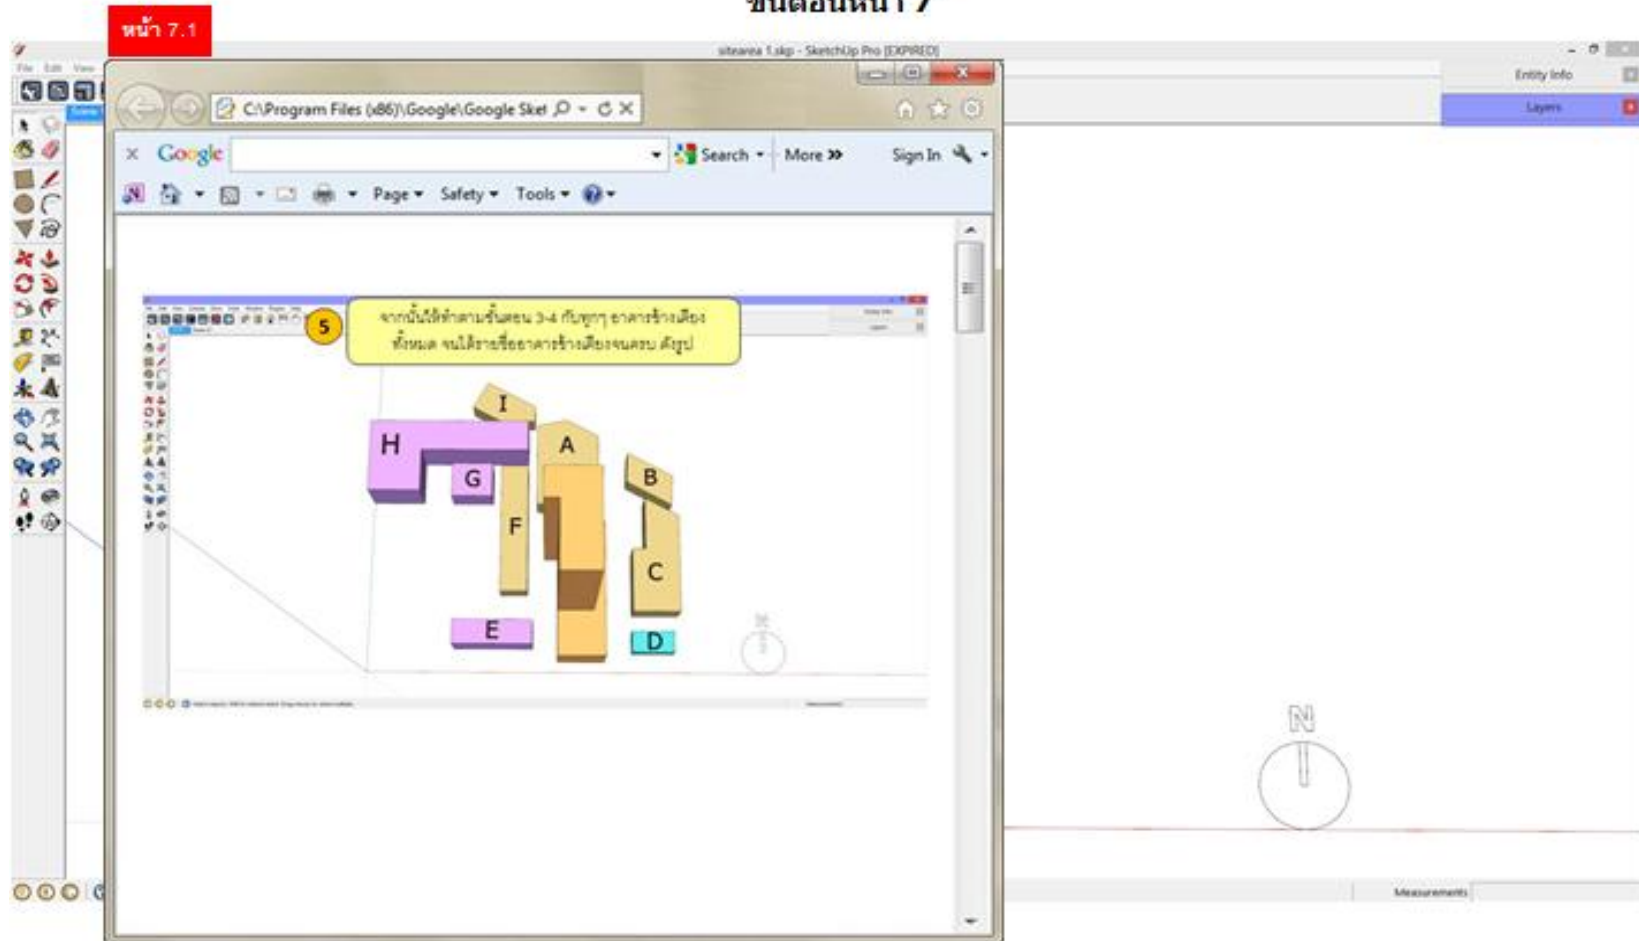 ขั้นตอนหน้า 7
หน้า 7.1
sitearea 1.skp - SketchUp Pro [EXPIRED]
File Edit View
Entity Info
Layers
C:\Program Files (x86)\Google\Google Sket
Google
Search
More »
Sign In
Page
Safety
Tools
5
จากนั้นให้ทำตามขั้นตอน 3-4 กับทุกๆ อาคารข้างเคียง
ทั้งหมด จนได้รายชื่ออาคารข้างเคียงจนครบ ดังรูป
I
H
A
G
B
F
C
E
D
N
Measurements